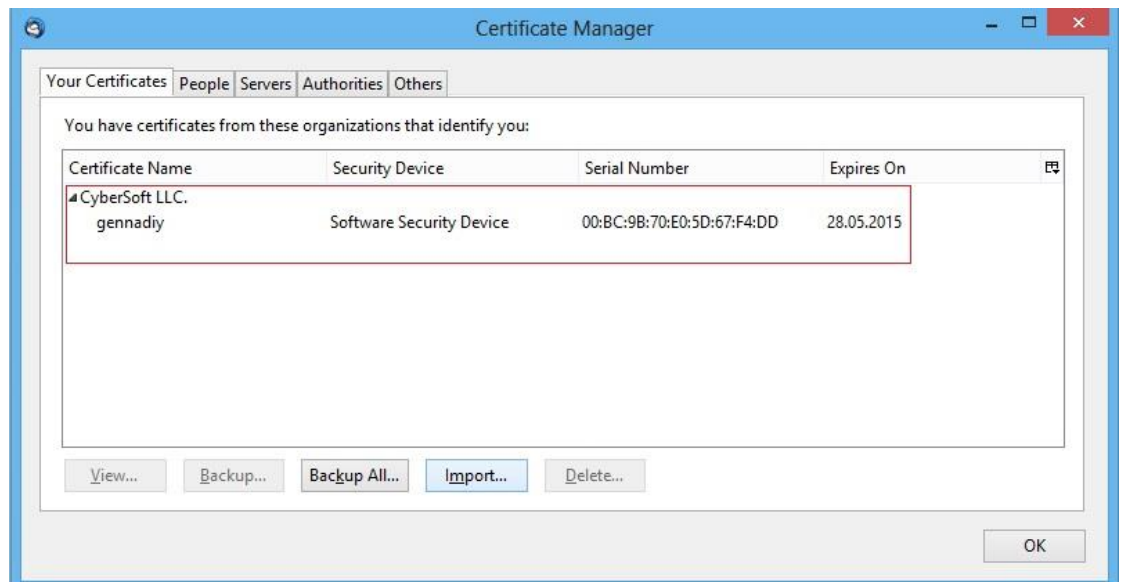 Certificate Manager
Your Certificates People Servers Authorities Others
You have certificates from these organizations that identify you:
Certificate Name Security Device Serial Number Expires On
CyberSoft LLC.
gennadiy Software Security Device 00:BC:9B:70:E0:5D:67:F4:DD 28.05.2015
View... Backup... Backup All... Import... Delete...
OK